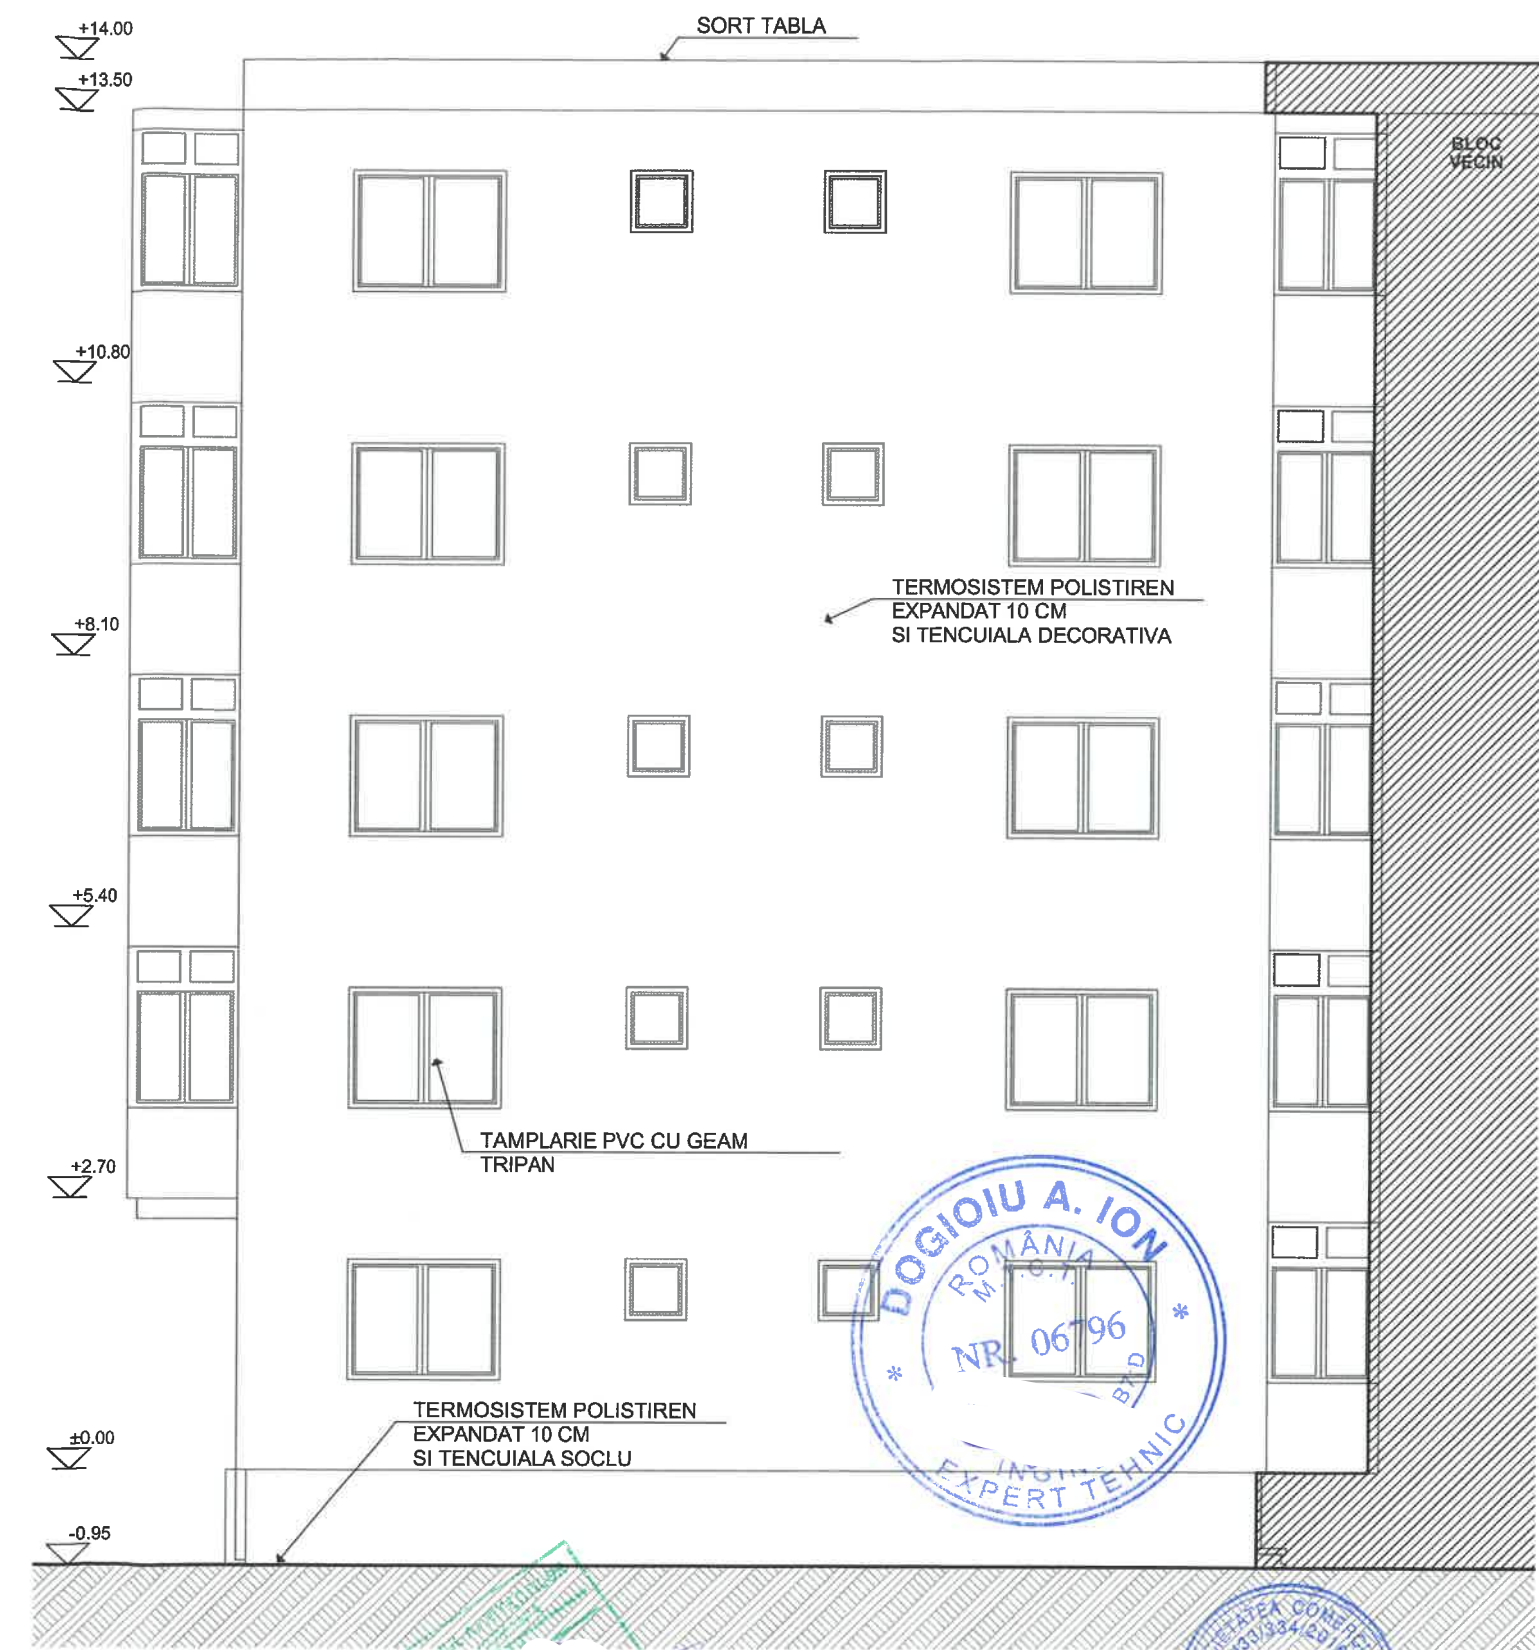 +14.00
SORT TABLA
+13.50
BLOC
VECIN
+10.80
+8.10
TERMOSISTEM POLISTIREN
EXPANDAT 10 CM
SI TENCUIALA DECORATIVA
+5.40
TAMPLARIE PVC CU GEAM
TRIPAN
+2.70
DOGIOIU A. ION
ROMÂNIA
NR. 06796
EXPERT TEHNIC
TERMOSISTEM POLISTIREN
EXPANDAT 10 CM
SI TENCUIALA SOCLU
±0.00
-0.95